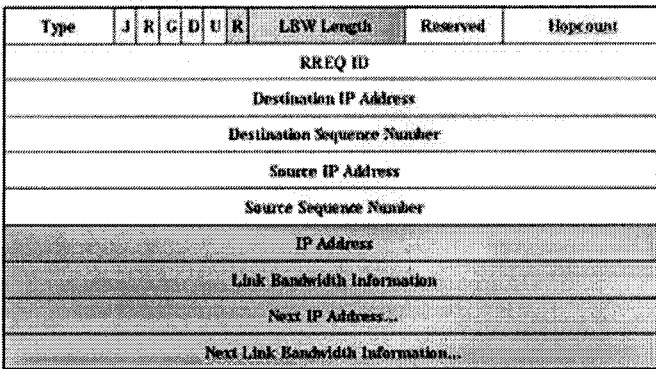 Type J R G D U R LBW Length Reserved Hopcount
RREQ ID
Destination IP Address
Destination Sequence Number
Source IP Address
Source Sequence Number
IP Address
Link Bandwidth Information
Next IP Address...
Next Link Bandwidth Information...